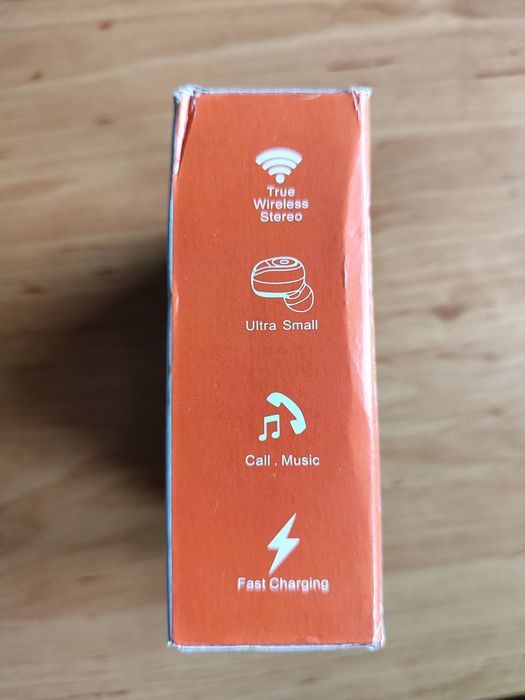 True
Wireless
Stereo
Ultra Small
Call . Music
Fast Charging